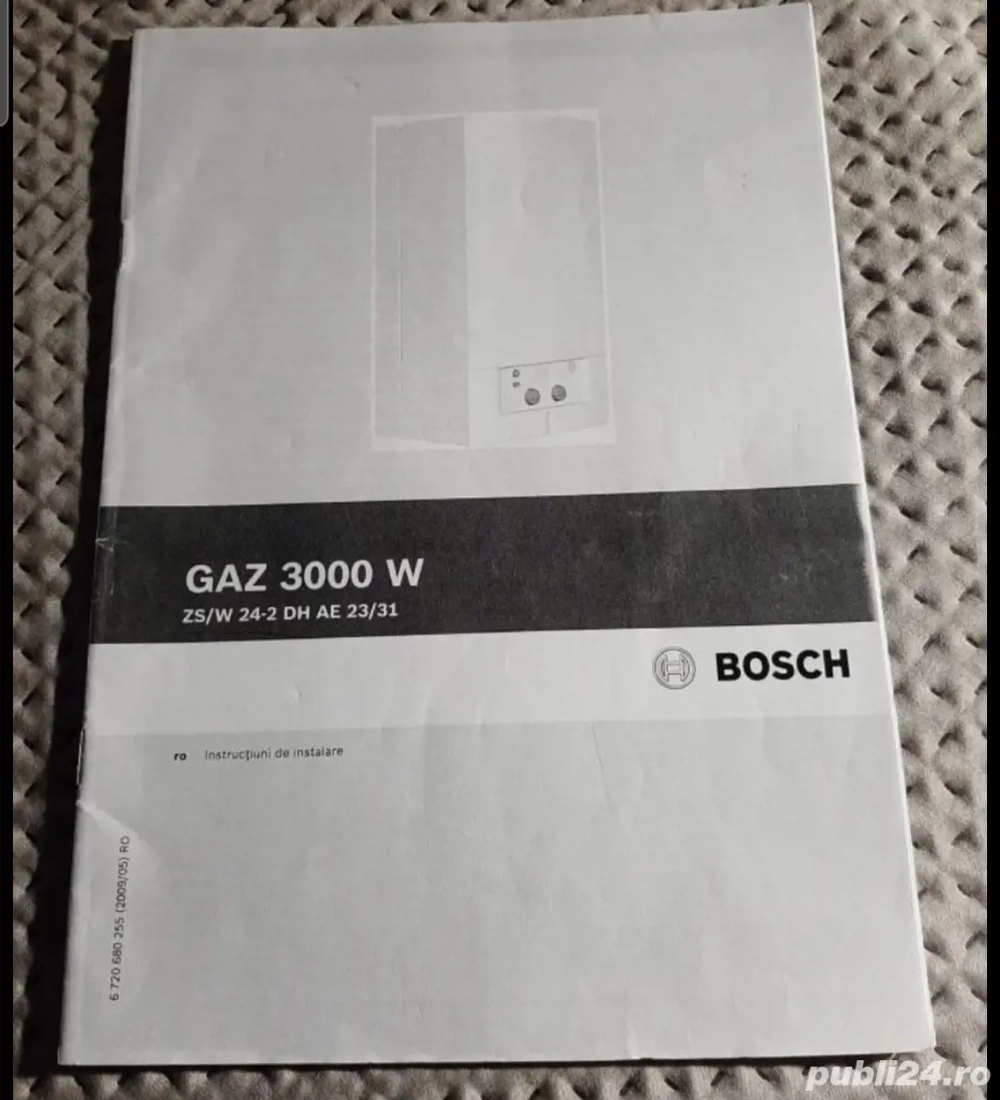 GAZ 3000 W
ZS/W 24-2 DH AE 23/31
BOSCH
ro Instrucţiuni de instalare
6 720 680 255 (2009/05) RO
publi24.ro